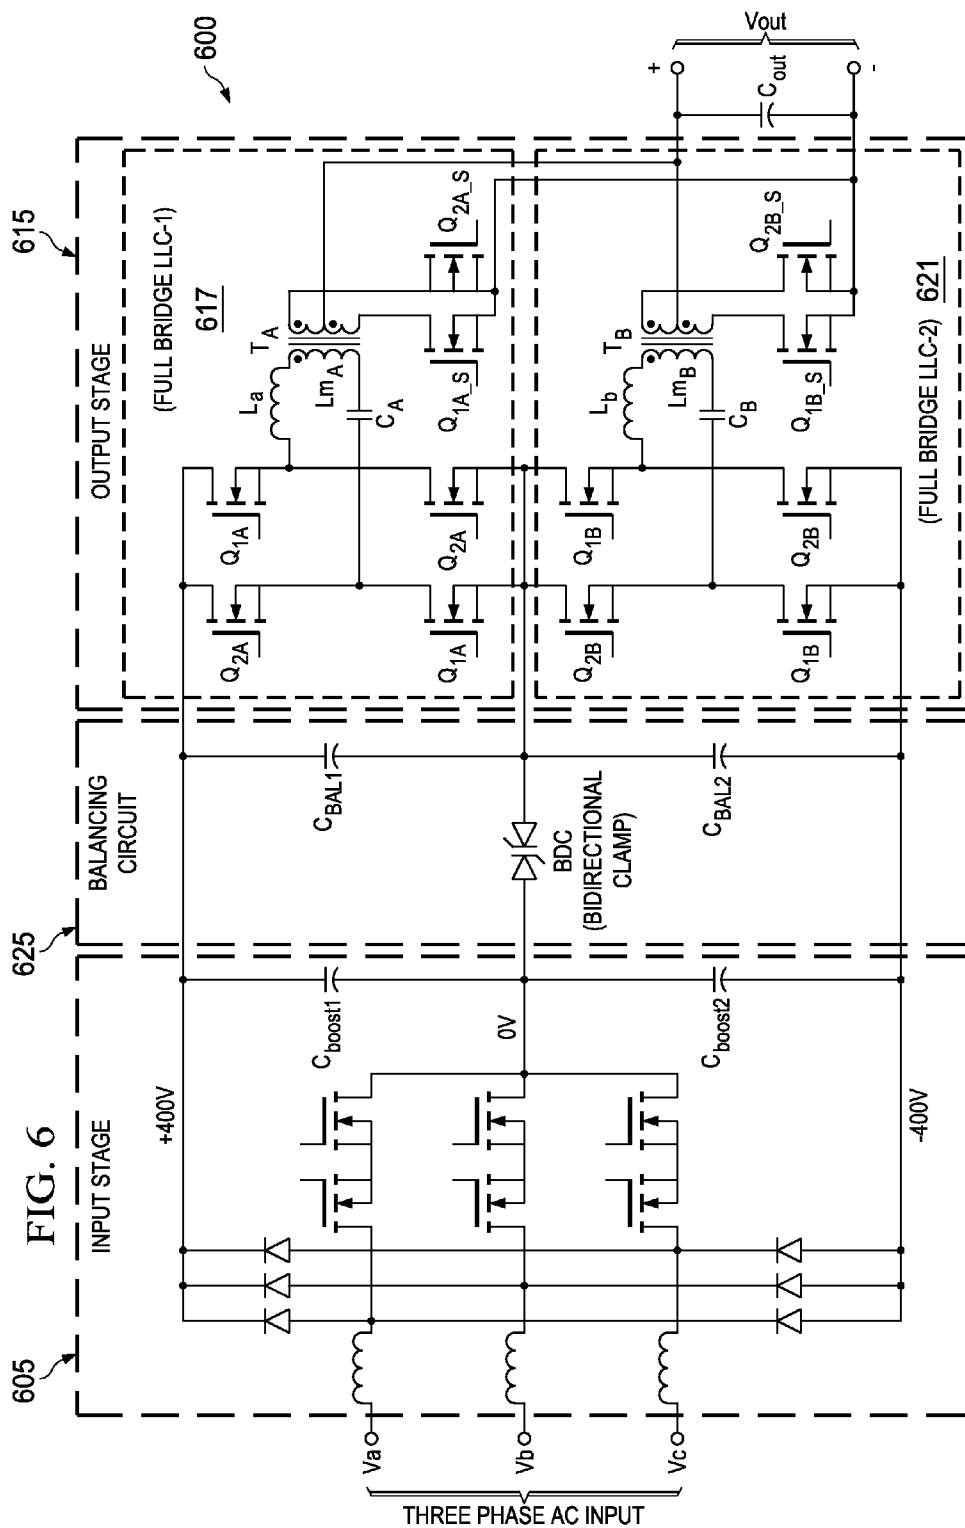 FIG. 6
600
605
INPUT STAGE
625
BALANCING
CIRCUIT
615
OUTPUT STAGE
(FULL BRIDGE LLC-1)
617
+400V
0V
-400V
THREE PHASE AC INPUT
Va
Vb
Vc
Cboost1
Cboost2
CBAL1
CBAL2
BDC
(BIDIRECTIONAL
CLAMP)
Q2A
Q1A
Q1A
Q2A
La
TA
LmA
CA
Q1A_S
Q2A_S
Q2B
Q1B
Q1B
Q2B
Lb
TB
LmB
CB
Q1B_S
Q2B_S
(FULL BRIDGE LLC-2)
621
Cout
+
-
Vout